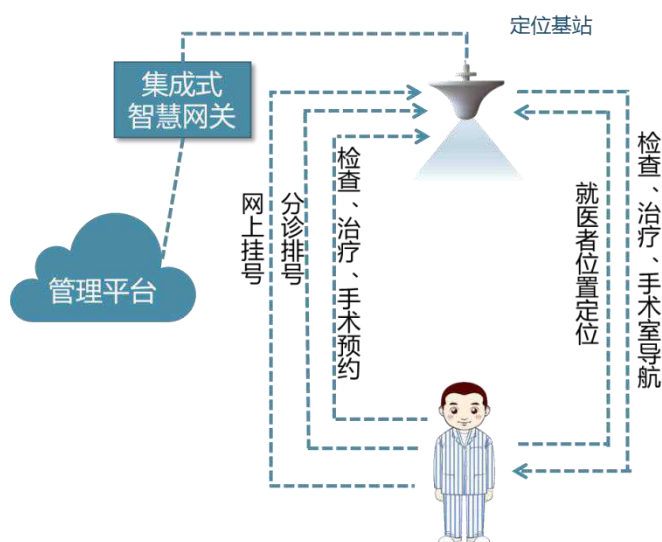 定位基站
集成式
智慧网关
管理平台
网上挂号
分诊排号
检查、治疗、手术预约
就医者位置定位
检查、治疗、手术室导航